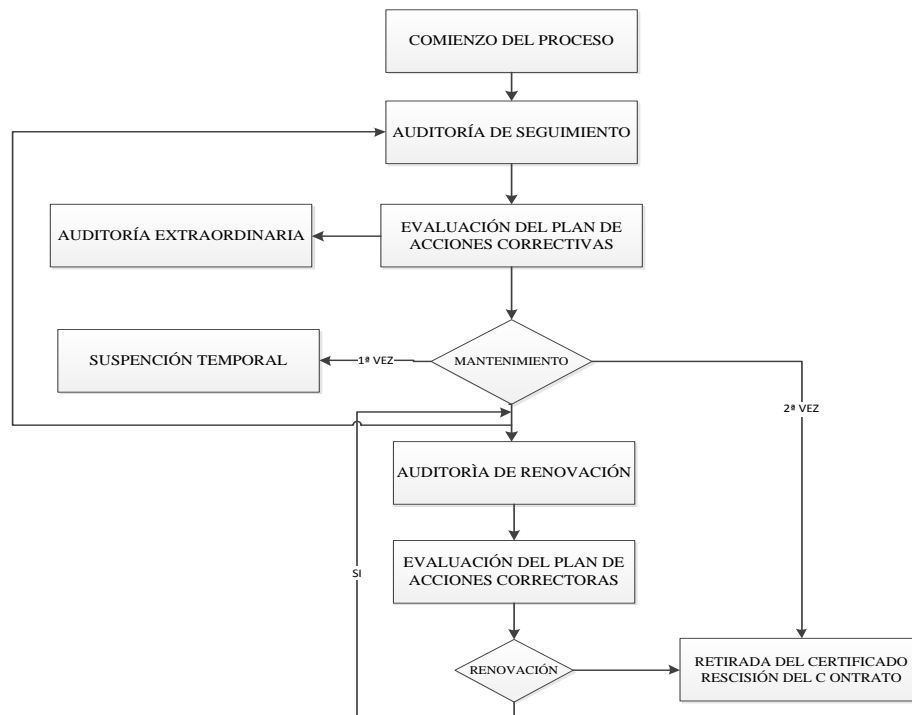 COMIENZO DEL PROCESO
AUDITORÍA DE SEGUIMIENTO
EVALUACIÓN DEL PLAN DE
ACCIONES CORRECTIVAS
AUDITORÍA EXTRAORDINARIA
MANTENIMIENTO
1ª VEZ
SUSPENCIÓN TEMPORAL
2ª VEZ
AUDITORÌA DE RENOVACIÓN
EVALUACIÓN DEL PLAN DE
ACCIONES CORRECTORAS
SI
RENOVACIÓN
RETIRADA DEL CERTIFICADO
RESCISIÓN DEL C ONTRATO